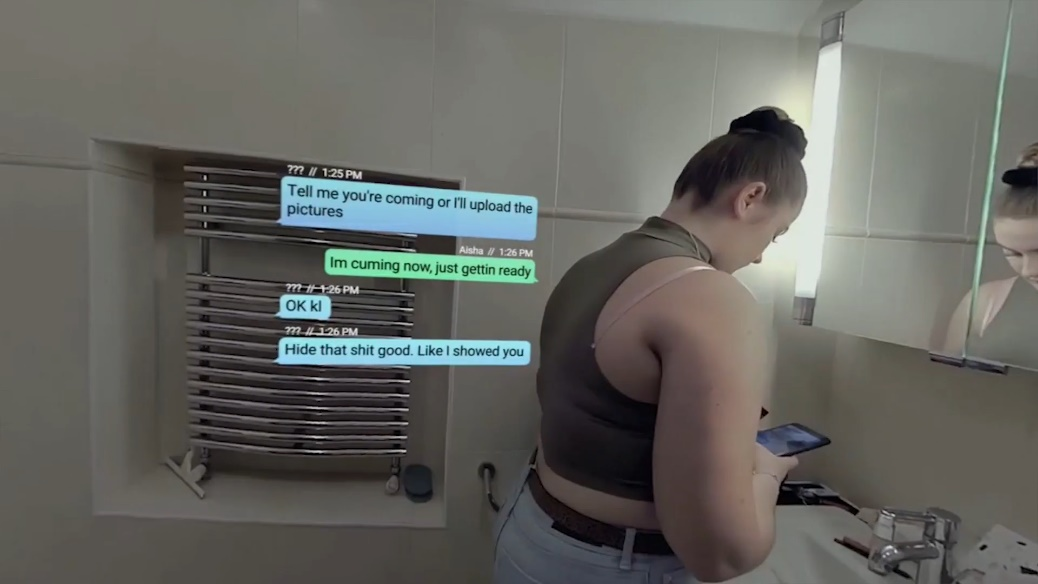 ??? // 1:25 PM
Tell me you're coming or I'll upload the
pictures
Aisha // 1:26 PM
Im cuming now, just gettin ready
??? // 1:26 PM
OK kl
??? // 1:26 PM
Hide that shit good. Like I showed you